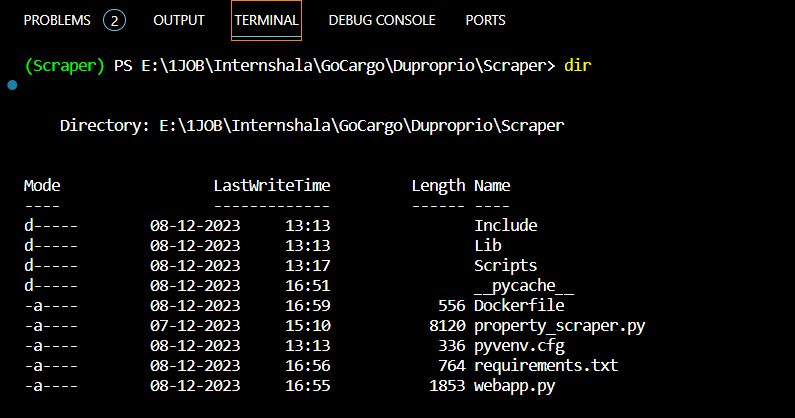 PROBLEMS 2 OUTPUT TERMINAL DEBUG CONSOLE PORTS
(Scraper) PS E:\1JOB\Internshala\GoCargo\Duproprio\Scraper> dir
Directory: E:\1JOB\Internshala\GoCargo\Duproprio\Scraper
Mode LastWriteTime Length Name
---- ------------- ------ ----
d----- 08-12-2023 13:13 Include
d----- 08-12-2023 13:13 Lib
d----- 08-12-2023 13:17 Scripts
d----- 08-12-2023 16:51 __pycache__
-a---- 08-12-2023 16:59 556 Dockerfile
-a---- 07-12-2023 15:10 8120 property_scraper.py
-a---- 08-12-2023 13:13 336 pyvenv.cfg
-a---- 08-12-2023 16:56 764 requirements.txt
-a---- 08-12-2023 16:55 1853 webapp.py